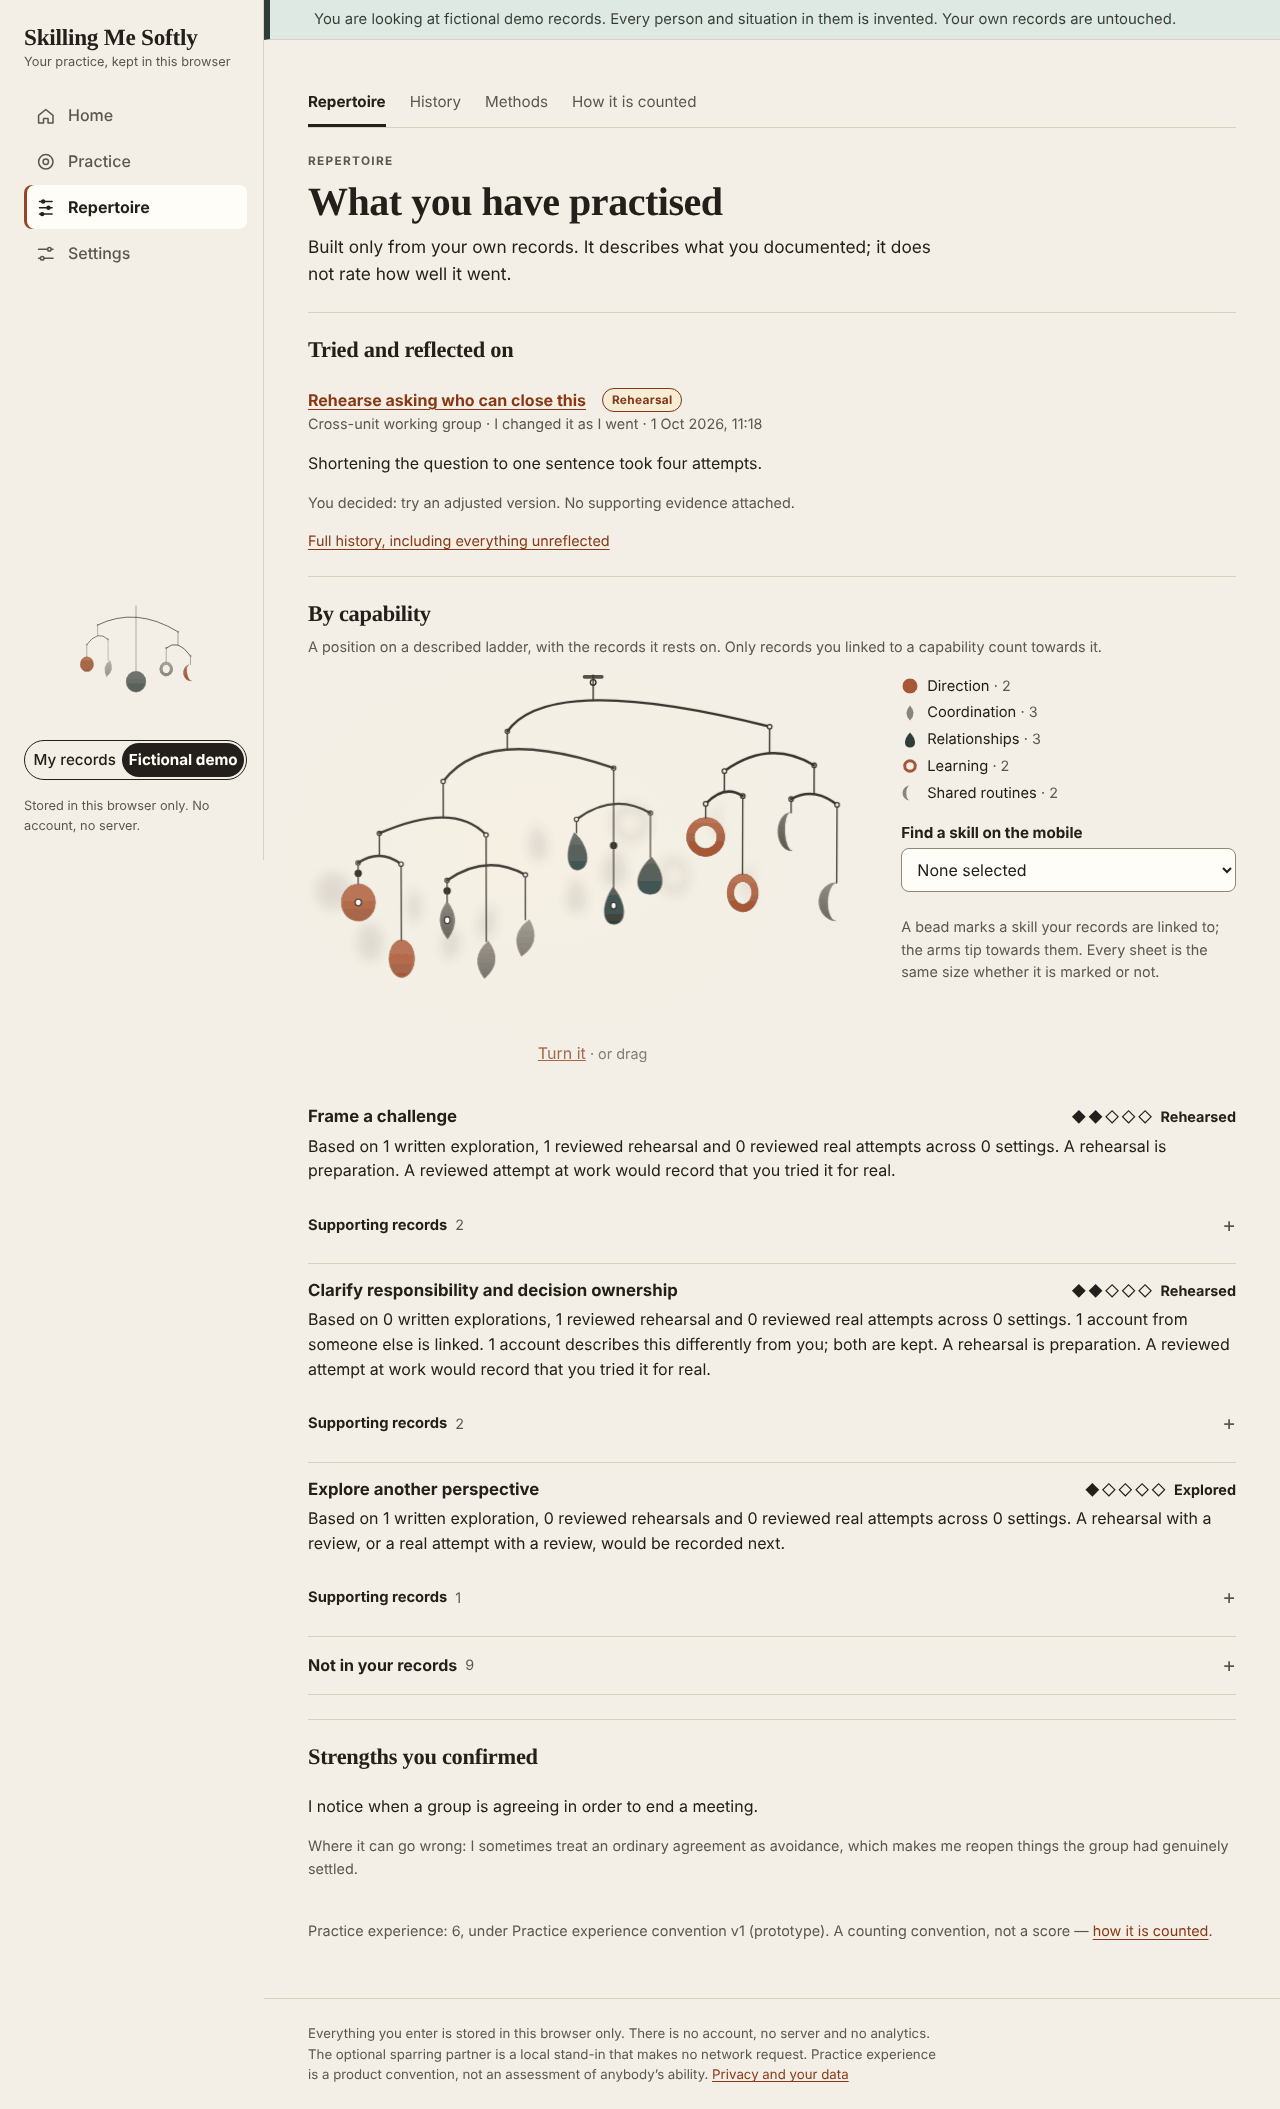 Skilling Me Softly
Your practice, kept in this browser
Home
Practice
Repertoire
Settings
My records
Fictional demo
Stored in this browser only. No
account, no server.
You are looking at fictional demo records. Every person and situation in them is invented. Your own records are untouched.
Repertoire History Methods How it is counted
REPERTOIRE
What you have practised
Built only from your own records. It describes what you documented; it does
not rate how well it went.
Tried and reflected on
Rehearse asking who can close this Rehearsal
Cross-unit working group · I changed it as I went · 1 Oct 2026, 11:18
Shortening the question to one sentence took four attempts.
You decided: try an adjusted version. No supporting evidence attached.
Full history, including everything unreflected
By capability
A position on a described ladder, with the records it rests on. Only records you linked to a capability count towards it.
Direction · 2
Coordination · 3
Relationships · 3
Learning · 2
Shared routines · 2
Find a skill on the mobile
None selected
A bead marks a skill your records are linked to;
the arms tip towards them. Every sheet is the
same size whether it is marked or not.
Turn it · or drag
Frame a challenge Rehearsed
Based on 1 written exploration, 1 reviewed rehearsal and 0 reviewed real attempts across 0 settings. A rehearsal is
preparation. A reviewed attempt at work would record that you tried it for real.
Supporting records 2 +
Clarify responsibility and decision ownership Rehearsed
Based on 0 written explorations, 1 reviewed rehearsal and 0 reviewed real attempts across 0 settings. 1 account from
someone else is linked. 1 account describes this differently from you; both are kept. A rehearsal is preparation. A reviewed
attempt at work would record that you tried it for real.
Supporting records 2 +
Explore another perspective Explored
Based on 1 written exploration, 0 reviewed rehearsals and 0 reviewed real attempts across 0 settings. A rehearsal with a
review, or a real attempt with a review, would be recorded next.
Supporting records 1 +
Not in your records 9 +
Strengths you confirmed
I notice when a group is agreeing in order to end a meeting.
Where it can go wrong: I sometimes treat an ordinary agreement as avoidance, which makes me reopen things the group had genuinely
settled.
Practice experience: 6, under Practice experience convention v1 (prototype). A counting convention, not a score — how it is counted.
Everything you enter is stored in this browser only. There is no account, no server and no analytics.
The optional sparring partner is a local stand-in that makes no network request. Practice experience
is a product convention, not an assessment of anybody’s ability. Privacy and your data